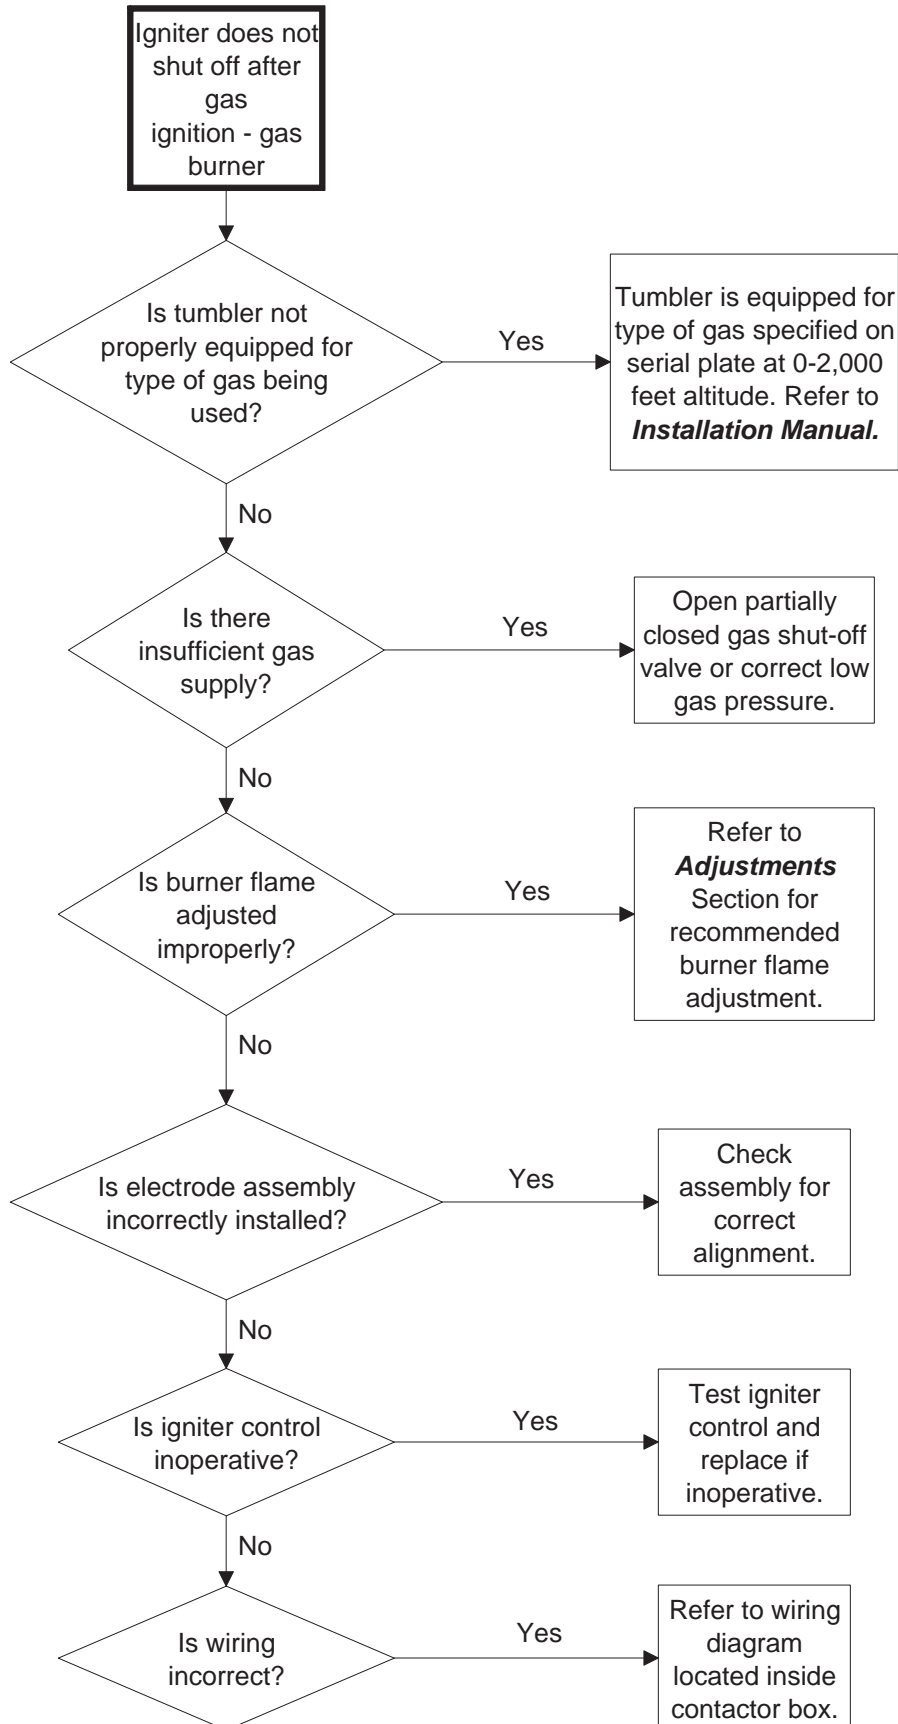 Igniter does not
shut off after
gas
ignition - gas
burner
Is tumbler not
properly equipped for
type of gas being
used?
Yes
Tumbler is equipped for
type of gas specified on
serial plate at 0-2,000
feet altitude. Refer to
Installation Manual.
No
Is there
insufficient gas
supply?
Yes
Open partially
closed gas shut-off
valve or correct low
gas pressure.
No
Is burner flame
adjusted
improperly?
Yes
Refer to
Adjustments
Section for
recommended
burner flame
adjustment.
No
Is electrode assembly
incorrectly installed?
Yes
Check
assembly for
correct
alignment.
No
Is igniter control
inoperative?
Yes
Test igniter
control and
replace if
inoperative.
No
Is wiring
incorrect?
Yes
Refer to wiring
diagram
located inside
contactor box.